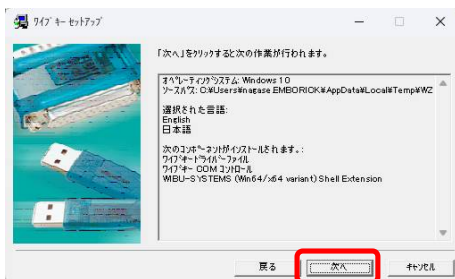 ワイブキー セットアップ
「次へ」をクリックすると次の作業が行われます。
オペレーティングシステム: Windows 10
ソースパス: C:¥Users¥nagase.EMBORICK¥AppData¥Local¥Temp¥WZ
選択された言語:
English
日本語
次のコンポーネントがインストールされます。:
ワイブキードライバーファイル
ワイブキー COM コントロール
WIBU-SYSTEMS (Win64/x64 variant) Shell Extension
戻る
次へ
キャンセル